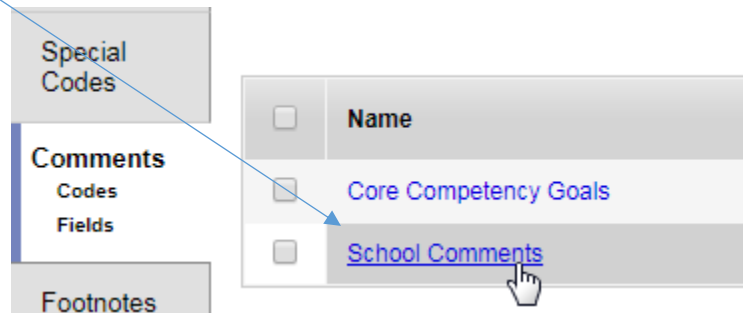 Special
Codes
Comments
Codes
Fields
Footnotes
Name
Core Competency Goals
School Comments